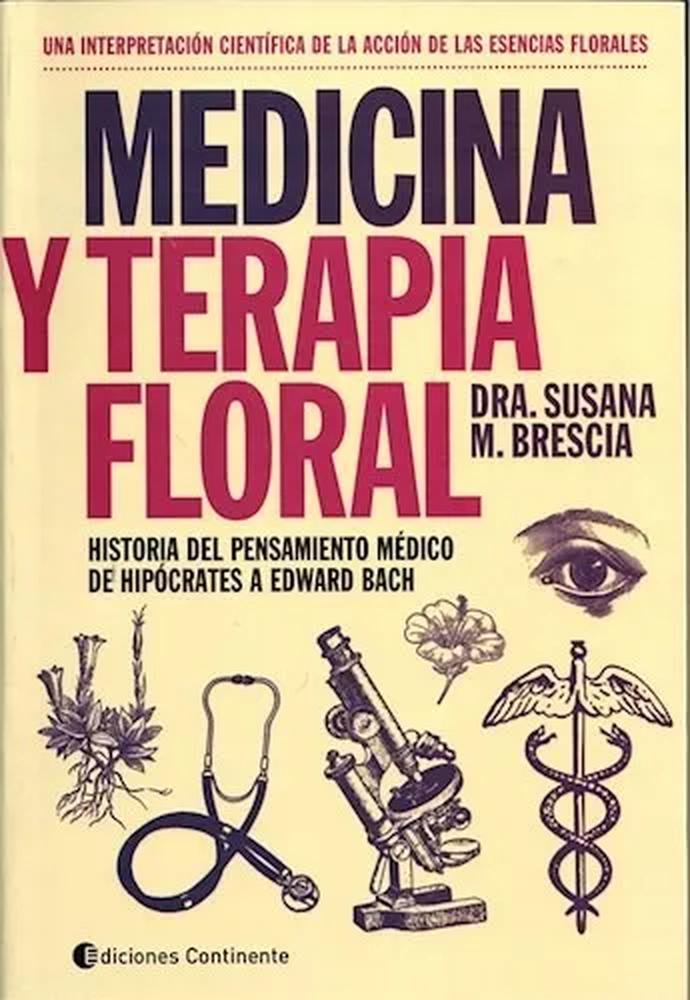 UNA INTERPRETACIÓN CIENTÍFICA DE LA ACCIÓN DE LAS ESENCIAS FLORALES
MEDICINA
Y TERAPIA
FLORAL
DRA. SUSANA
M. BRESCIA
HISTORIA DEL PENSAMIENTO MÉDICO
DE HIPÓCRATES A EDWARD BACH
Ediciones Continente